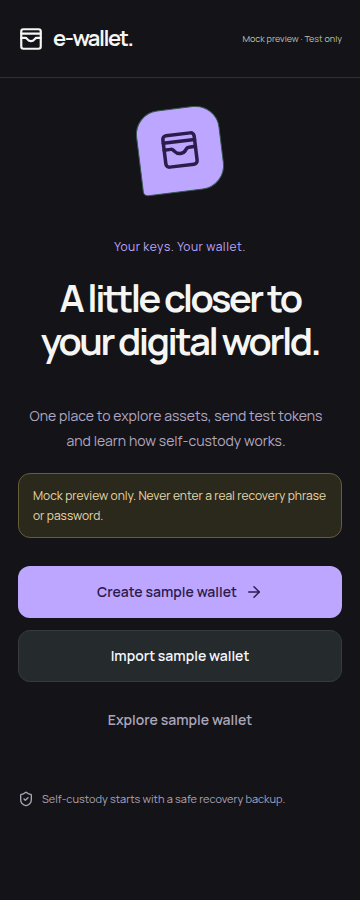 e-wallet.
Mock preview · Test only
Your keys. Your wallet.
A little closer to
your digital world.
One place to explore assets, send test tokens
and learn how self-custody works.
Mock preview only. Never enter a real recovery phrase
or password.
Create sample wallet
Import sample wallet
Explore sample wallet
Self-custody starts with a safe recovery backup.